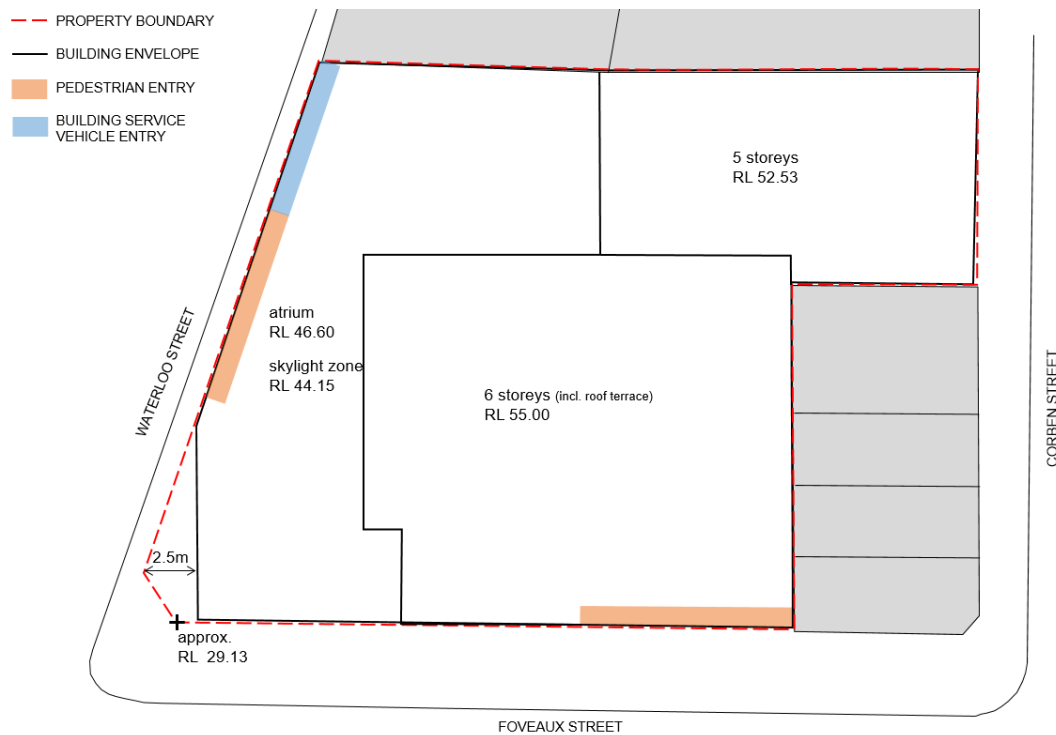 PROPERTY BOUNDARY
BUILDING ENVELOPE
PEDESTRIAN ENTRY
BUILDING SERVICE
VEHICLE ENTRY
5 storeys
RL 52.53
atrium
RL 46.60
skylight zone
RL 44.15
6 storeys (incl. roof terrace)
RL 55.00
WATERLOO STREET
CORBEN STREET
2.5m
approx.
RL 29.13
FOVEAUX STREET